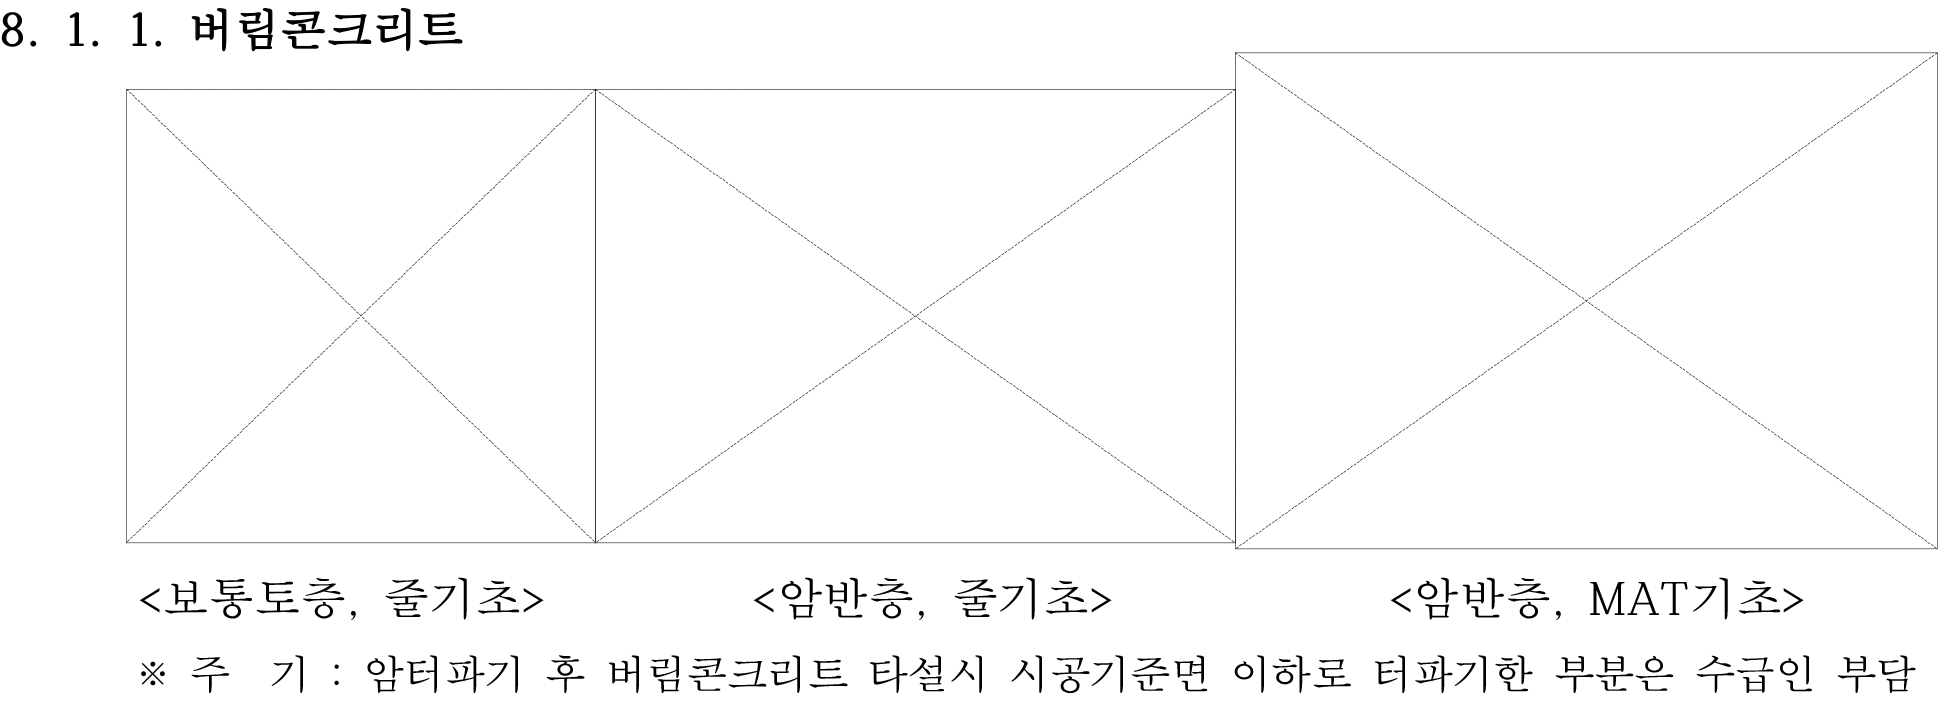 8. 1. 1. 버림콘크리트
<보통토층, 줄기초> <암반층, 줄기초> <암반층, MAT기초>
※ 주 기 : 암터파기 후 버림콘크리트 타설시 시공기준면 이하로 터파기한 부분은 수급인 부담